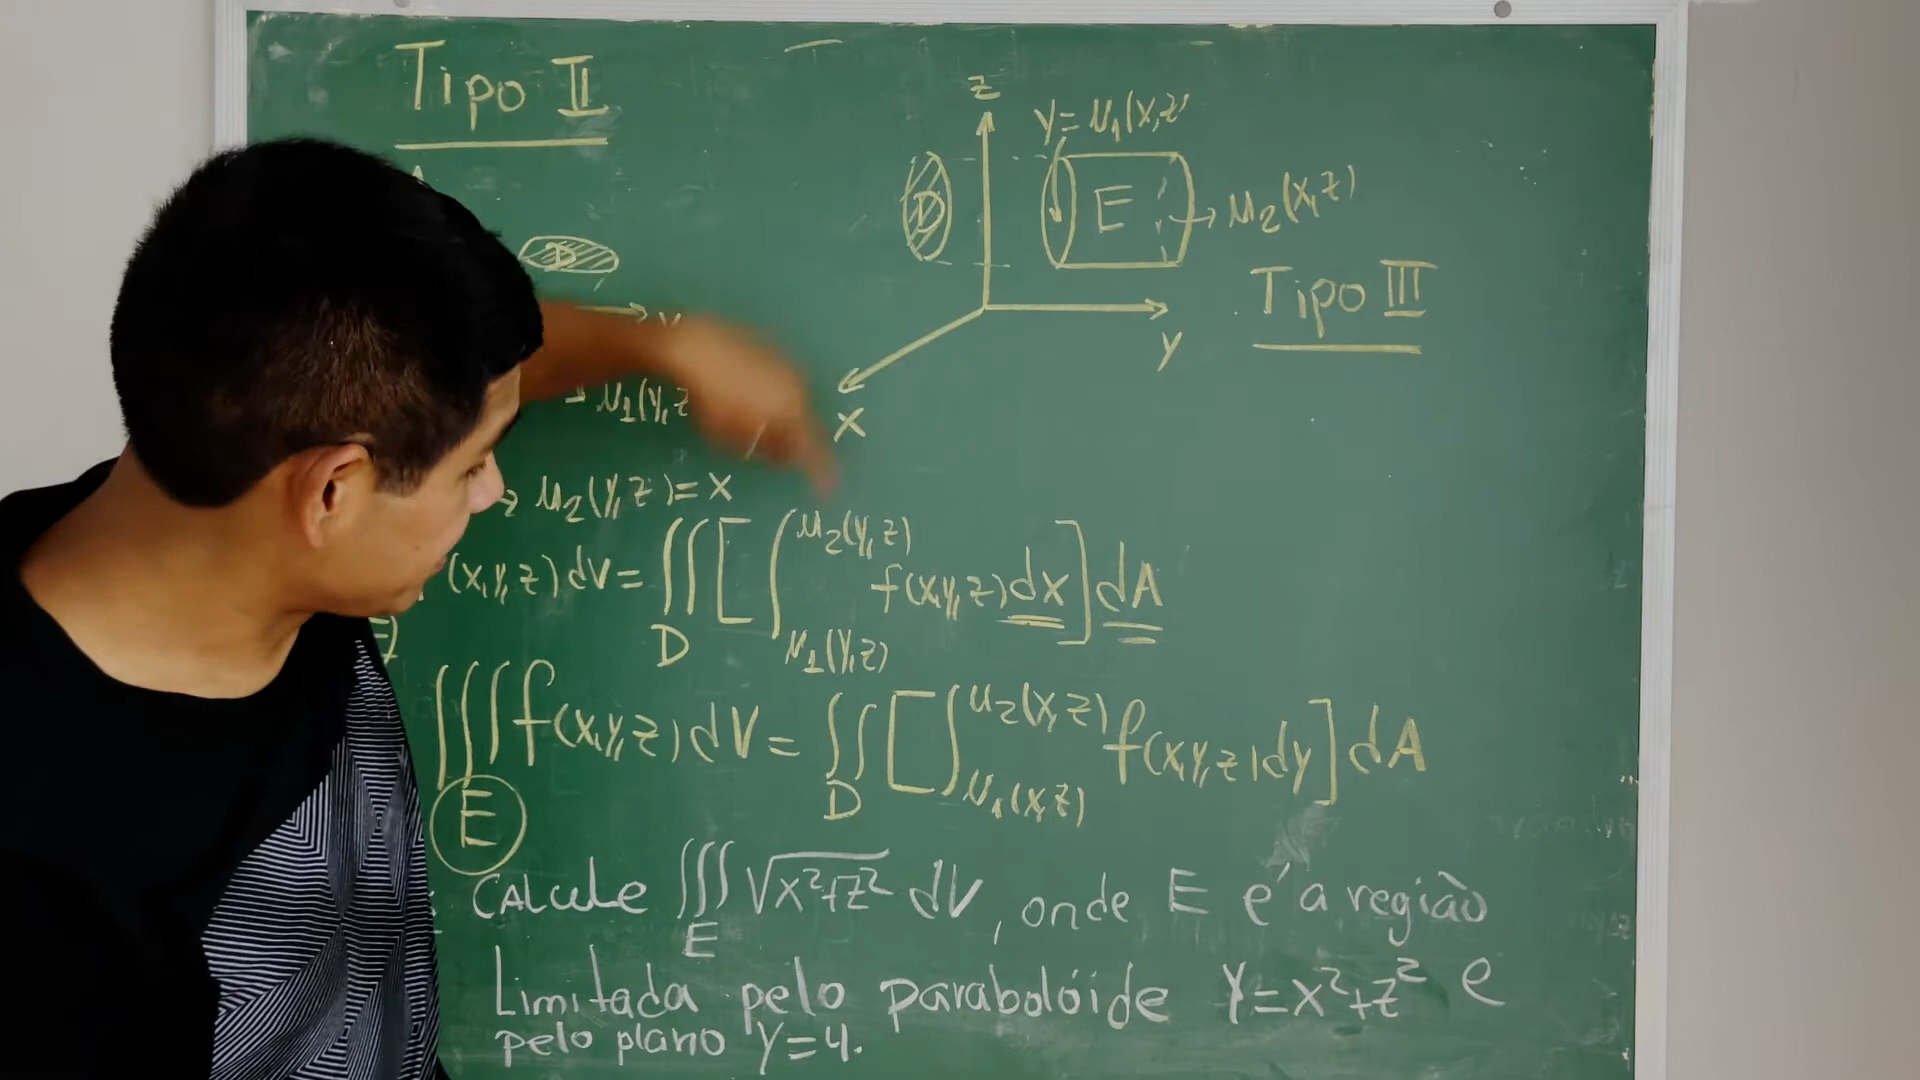 Tipo II
D
y
u₁(y,z
→ u₂(y,z)=x
(x,y,z)dV=∬[∫f(x,y,z)dx]dA
D
u₂(y,z)
u₁(y,z)
z
y=u₁(x,z)
D
E
→ u₂(x,z)
Tipo III
y
x
∭f(x,y,z)dV=∬[∫f(x,y,z)dy]dA
E
D
u₂(x,z)
u₁(x,z)
: Calcule ∭√x²+z² dV, onde E é a região
E
Limitada pelo parabolóide y=x²+z² e
pelo plano y=4.